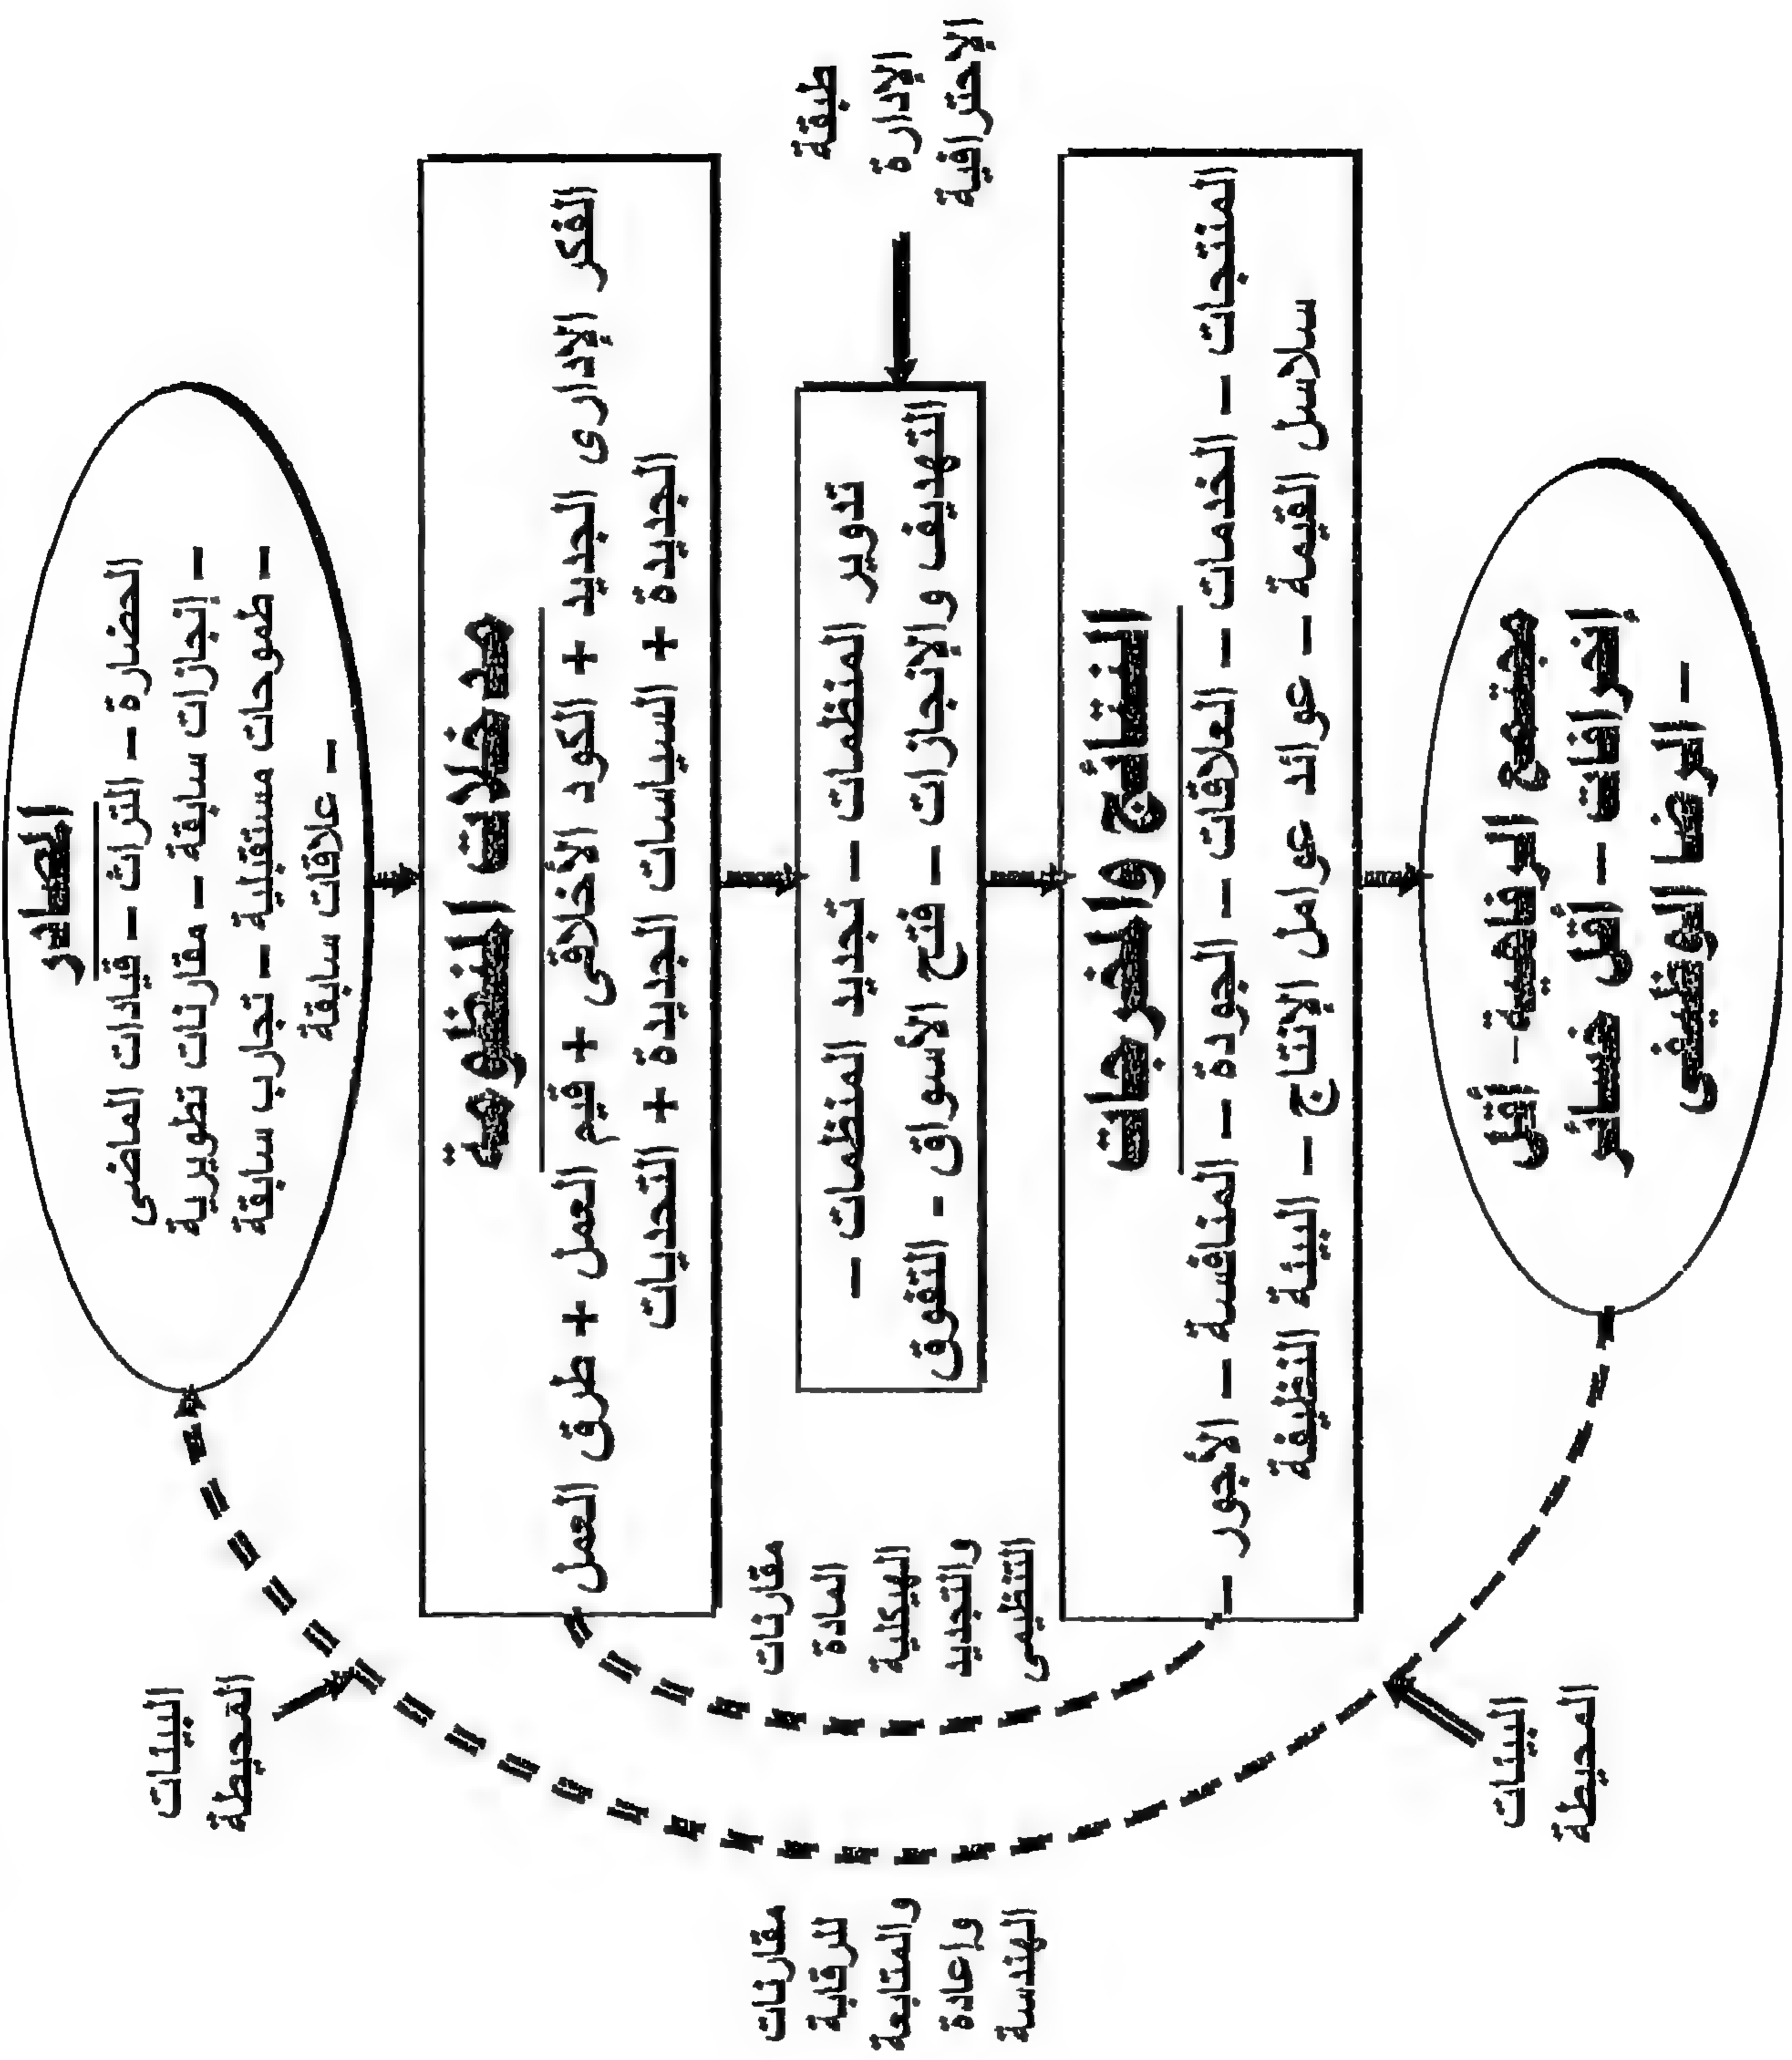 المصادر
الحضارة – التراث – قيادات الماضى
– إنجازات سابقة – مقارنات تطويرية
– طموحات مستقبلية – تجارب سابقة
– علاقات سابقة
مدخلات المنظومة
الفكر الإدارى الجديد + الكود الأخلاقى + قيم العمل + طرق العمل
الجديدة + السياسات الجديدة + التحديات
طبقة
الإدارة
الإحترافية
تدوير المنظمات – تجديد المنظمات –
التهديف والإنجازات – فتح الأسواق - التفوق
النتائج والمخرجات
المنتجات – الخدمات – العلاقات – الجودة – المنافسة – الأجور –
سلاسل القيمة – عوائد عوامل الإنتاج – البيئة النظيفة
مجتمع الرفاهية – أقل
إنحرافات – أقل خسائر
– الرضا الوظيفى
مقارنات
المادة
الهيكلية
والتجديد
التنظيمى
البيئات
المحيطة
البيئات
المحيطة
مقارنات
للرقابة
والمتابعة
وإعادة
الهندسة